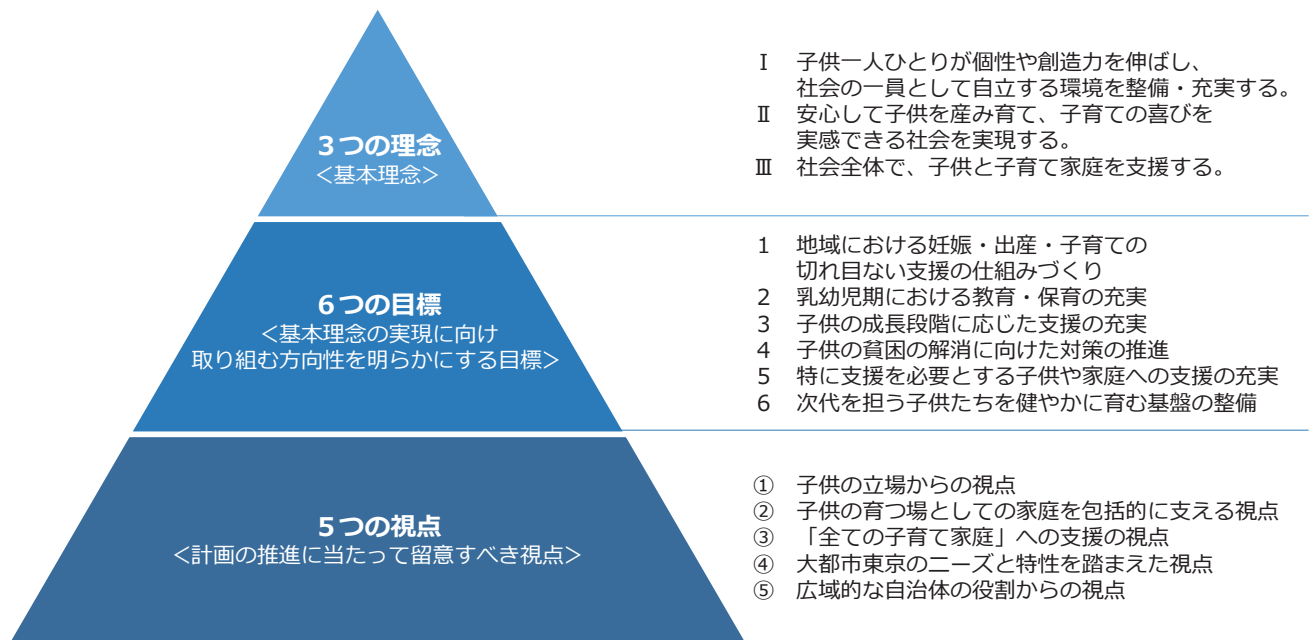 3つの理念
<基本理念>
Ⅰ 子供一人ひとりが個性や創造力を伸ばし、
社会の一員として自立する環境を整備・充実する。
Ⅱ 安心して子供を産み育て、子育ての喜びを
実感できる社会を実現する。
Ⅲ 社会全体で、子供と子育て家庭を支援する。
6つの目標
<基本理念の実現に向け
取り組む方向性を明らかにする目標>
1 地域における妊娠・出産・子育ての
切れ目ない支援の仕組みづくり
2 乳幼児期における教育・保育の充実
3 子供の成長段階に応じた支援の充実
4 子供の貧困の解消に向けた対策の推進
5 特に支援を必要とする子供や家庭への支援の充実
6 次代を担う子供たちを健やかに育む基盤の整備
5つの視点
<計画の推進に当たって留意すべき視点>
① 子供の立場からの視点
② 子供の育つ場としての家庭を包括的に支える視点
③ 「全ての子育て家庭」への支援の視点
④ 大都市東京のニーズと特性を踏まえた視点
⑤ 広域的な自治体の役割からの視点